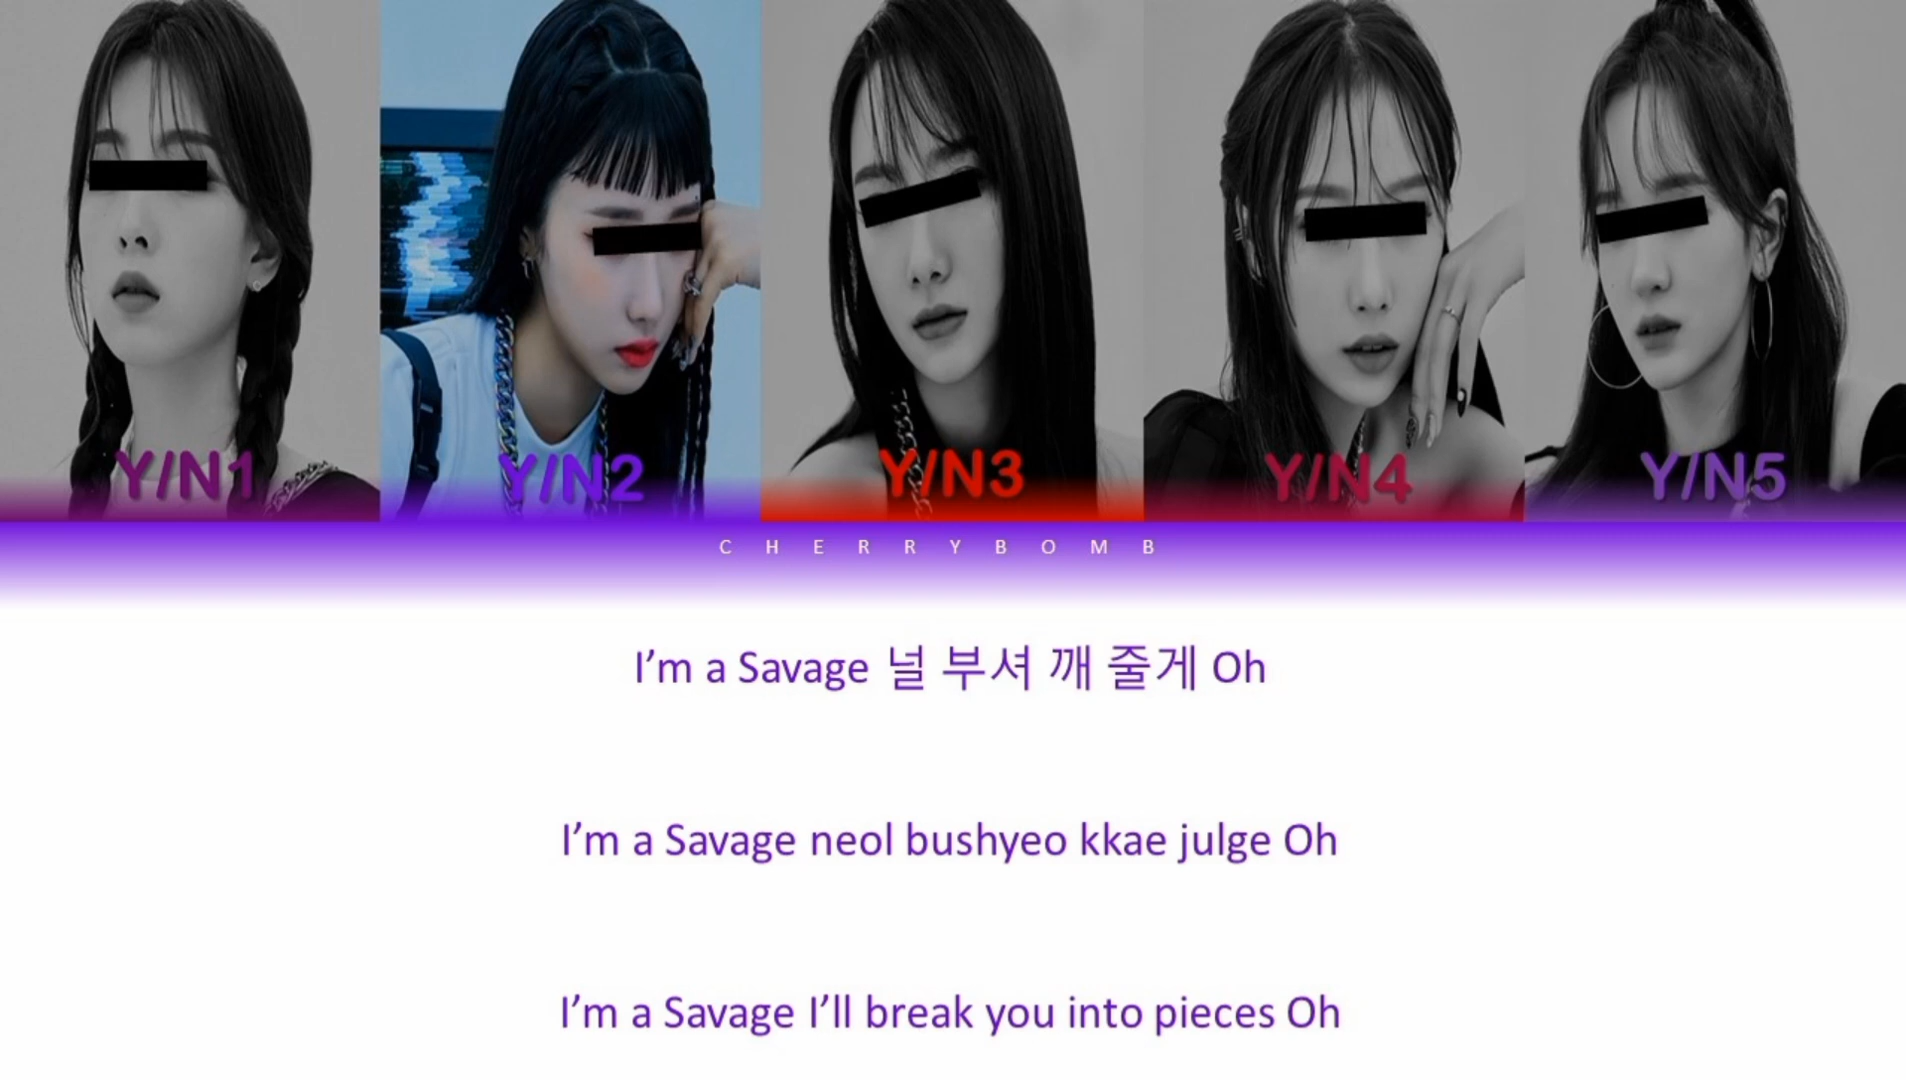 Y/N1 Y/N2 Y/N3 Y/N4 Y/N5
CHERRYBOMB
I’m a Savage 널 부셔 깨 줄게 Oh
I’m a Savage neol bushyeo kkae julge Oh
I’m a Savage I’ll break you into pieces Oh